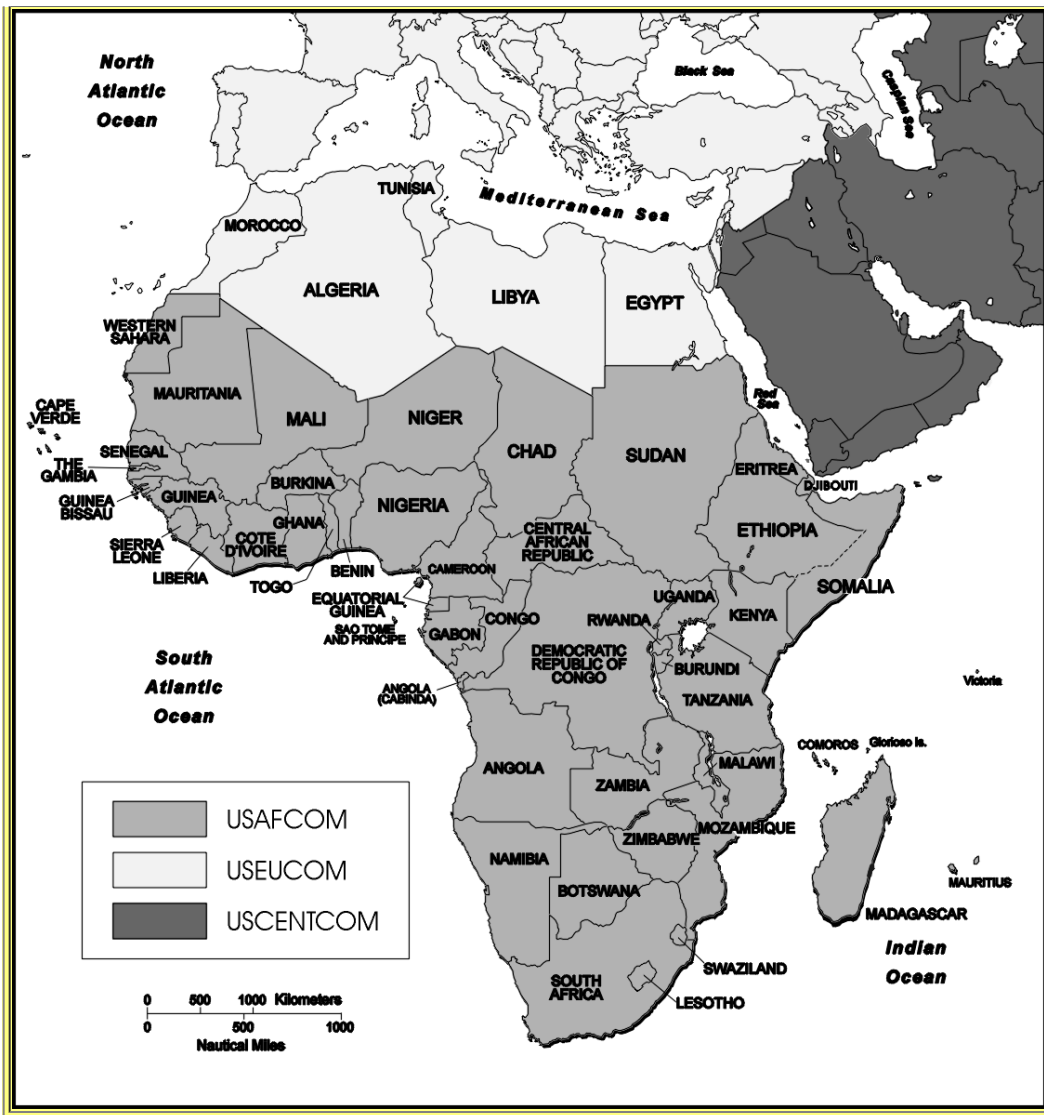 North
Atlantic
Ocean
Black Sea
Caspian Sea
TUNISIA
Mediterranean Sea
MOROCCO
ALGERIA
LIBYA
EGYPT
WESTERN
SAHARA
MAURITANIA
MALI
NIGER
CHAD
SUDAN
Red
Sea
CAPE
VERDE
SENEGAL
THE
GAMBIA
GUINEA
BISSAU
GUINEA
BURKINA
NIGERIA
ERITREA
DJIBOUTI
ETHIOPIA
GHANA
COTE
D'IVOIRE
SIERRA
LEONE
LIBERIA
TOGO
BENIN
CENTRAL
AFRICAN
REPUBLIC
CAMEROON
SOMALIA
EQUATORIAL
GUINEA
SAO TOME
AND PRINCIPE
GABON
CONGO
UGANDA
KENYA
RWANDA
DEMOCRATIC
REPUBLIC OF
CONGO
BURUNDI
TANZANIA
South
Atlantic
Ocean
ANGOLA
(CABINDA)
Victoria
COMOROS
Glorioso Is.
ANGOLA
ZAMBIA
MALAWI
MOZAMBIQUE
ZIMBABWE
NAMIBIA
BOTSWANA
MAURITIUS
MADAGASCAR
Indian
Ocean
SWAZILAND
SOUTH
AFRICA
LESOTHO
USAFCOM
USEUCOM
USCENTCOM
0 500 1000 Kilometers
0 500 1000
Nautical Miles